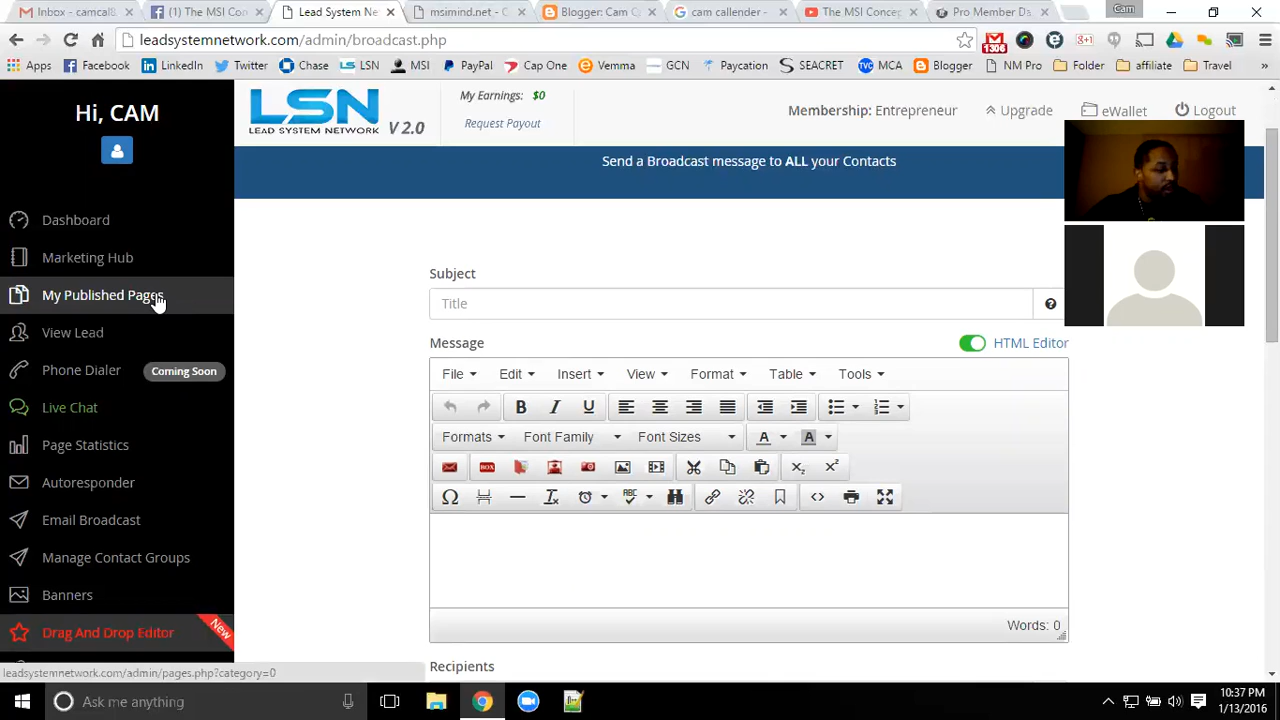 Inbox - camcal8
(1) The MSI Con
Lead System Ne
msimind.net - C
Blogger: Cam C
cam callender -
The MSI Concep
Pro Member Da
Cam
leadsystemnetwork.com/admin/broadcast.php
1306
Apps Facebook LinkedIn Twitter Chase LSN MSI PayPal Cap One Vemma GCN Paycation SEACRET MCA Blogger NM Pro Folder affiliate Travel
Hi, CAM
LSN
LEAD SYSTEM NETWORK V 2.0
My Earnings: $0
Request Payout
Membership: Entrepreneur Upgrade eWallet Logout
Send a Broadcast message to ALL your Contacts
Dashboard
Marketing Hub
My Published Pages
View Lead
Phone Dialer Coming Soon
Live Chat
Page Statistics
Autoresponder
Email Broadcast
Manage Contact Groups
Banners
Drag And Drop Editor New
Subject
Title
Message HTML Editor
File Edit Insert View Format Table Tools
Formats Font Family Font Sizes A A
Words: 0
Recipients
leadsystemnetwork.com/admin/pages.php?category=0
Ask me anything
10:37 PM
1/13/2016